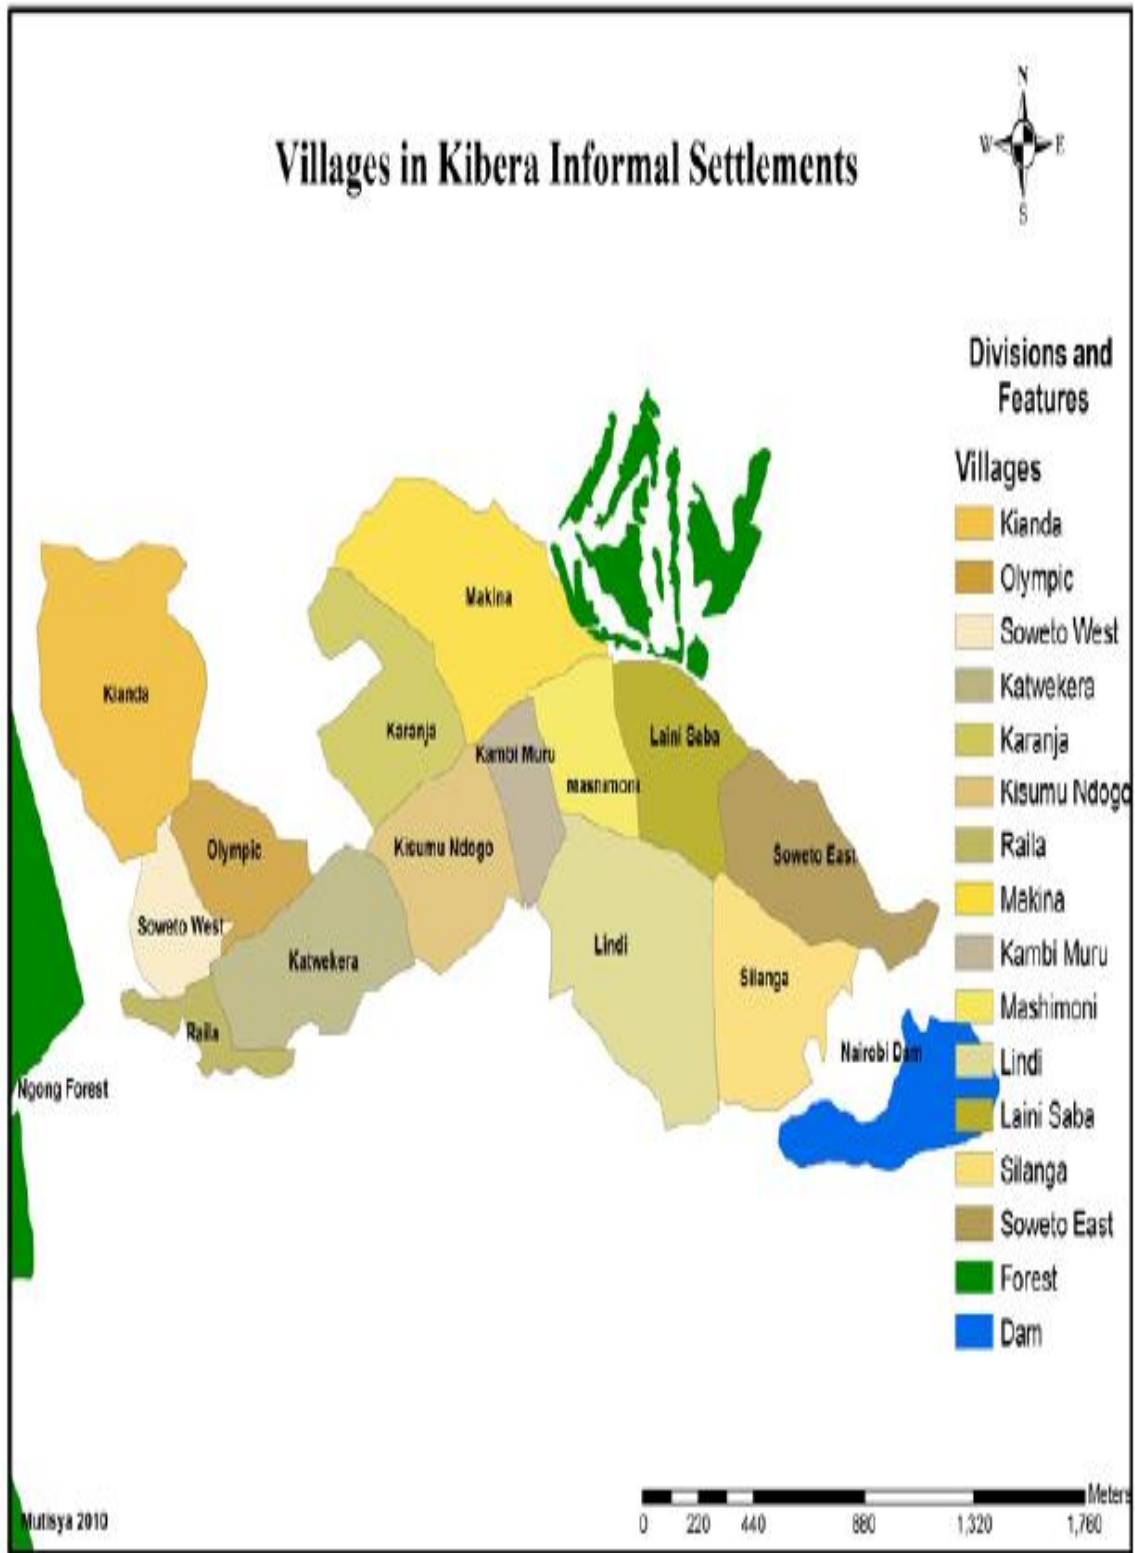 N
W E
S
Villages in Kibera Informal Settlements
Divisions and
Features
Villages
Kianda
Olympic
Soweto West
Katwekera
Karanja
Kisumu Ndogo
Raila
Makina
Kambi Muru
Mashimoni
Lindi
Laini Saba
Silanga
Soweto East
Forest
Dam
Makina
Kianda
Karanja
Laini Saba
Kambi Muru
Mashimoni
Olympic
Kisumu Ndogo
Soweto East
Soweto West
Lindi
Katwekera
Silanga
Raila
Nairobi Dam
Ngong Forest
Meters
0 220 440 880 1,320 1,760
Mutisya 2010